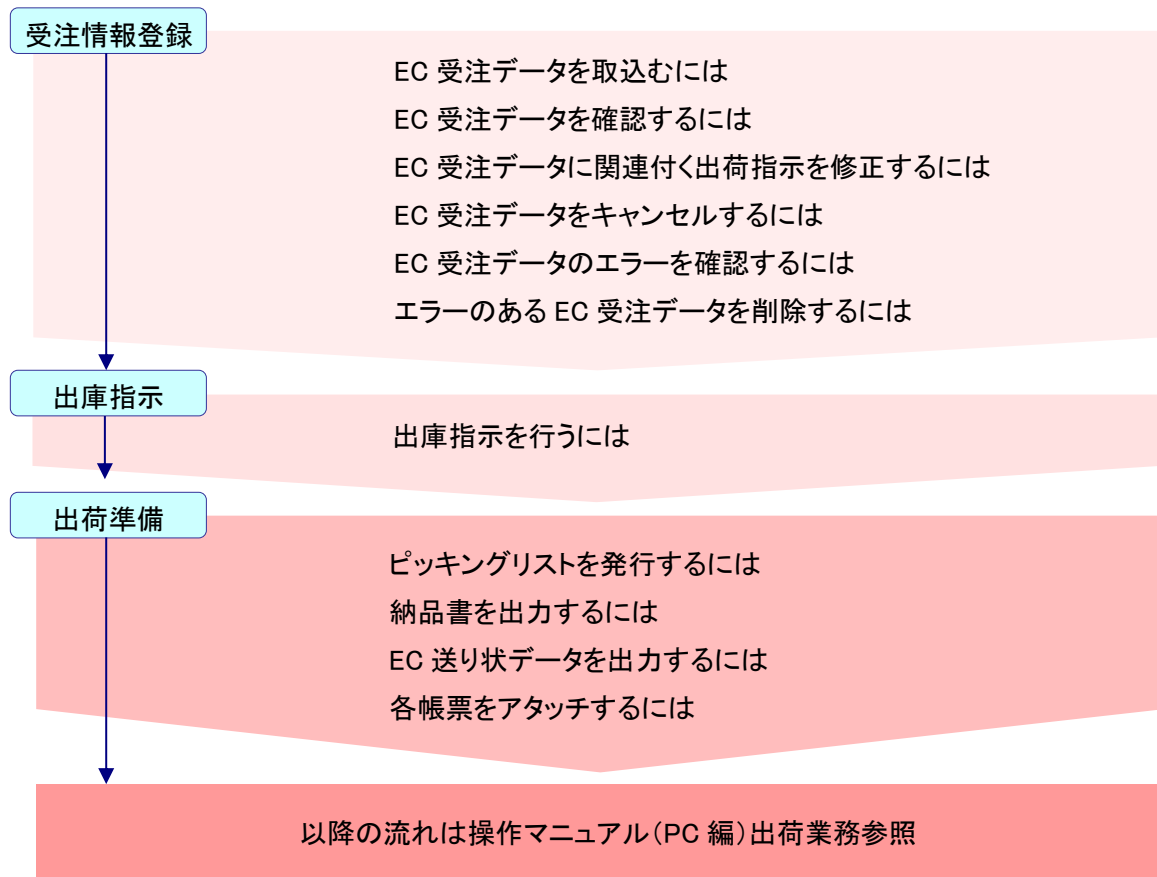 受注情報登録
EC 受注データを取込むには
EC 受注データを確認するには
EC 受注データに関連付く出荷指示を修正するには
EC 受注データをキャンセルするには
EC 受注データのエラーを確認するには
エラーのある EC 受注データを削除するには
出庫指示
出庫指示を行うには
出荷準備
ピッキングリストを発行するには
納品書を出力するには
EC 送り状データを出力するには
各帳票をアタッチするには
以降の流れは操作マニュアル（PC 編）出荷業務参照